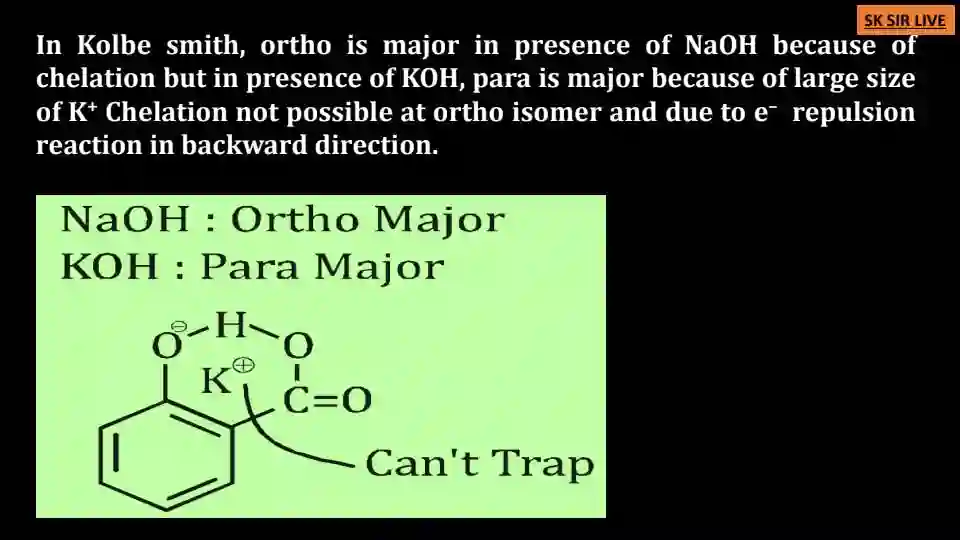 SK SIR LIVE
In Kolbe smith, ortho is major in presence of NaOH because of
chelation but in presence of KOH, para is major because of large size
of K⁺ Chelation not possible at ortho isomer and due to e⁻ repulsion
reaction in backward direction.
NaOH : Ortho Major
KOH : Para Major
O⊖ H O
K⊕
C=O
Can't Trap